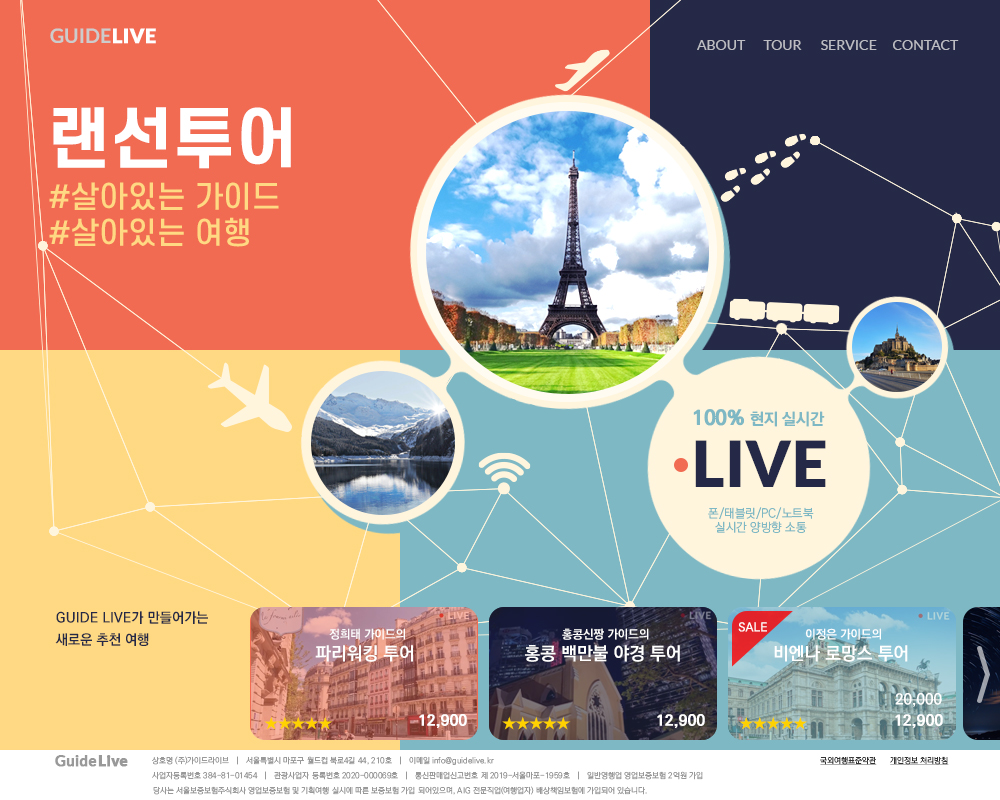 GUIDELIVE
ABOUT TOUR SERVICE CONTACT
랜선투어
#살아있는 가이드
#살아있는 여행
100% 현지 실시간
LIVE
폰/태블릿/PC/노트북
실시간 양방향 소통
GUIDE LIVE가 만들어가는
새로운 추천 여행
LIVE
정희태 가이드의
파리워킹 투어
★★★★★ 12,900
LIVE
홍콩신짱 가이드의
홍콩 백만불 야경 투어
★★★★★ 12,900
SALE
LIVE
이정은 가이드의
비엔나 로망스 투어
20,000
★★★★★ 12,900
GuideLive
상호명 (주)가이드라이브 | 서울특별시 마포구 월드컵 북로4길 44, 210호 | 이메일 info@guidelive.kr
국외여행표준약관 개인정보 처리방침
사업자등록번호 384-81-01454 | 관광사업자 등록번호 2020-000069호 | 통신판매업신고번호 제 2019-서울마포-1959호 | 일반영행업 영업보증보험 2억원 가입
당사는 서울보증보험주식회사 영업보증보험 및 기획여행 실시에 따른 보증보험 가입 되어있으며, AIG 전문직업(여행업자) 배상책임보험에 가입되어 있습니다.